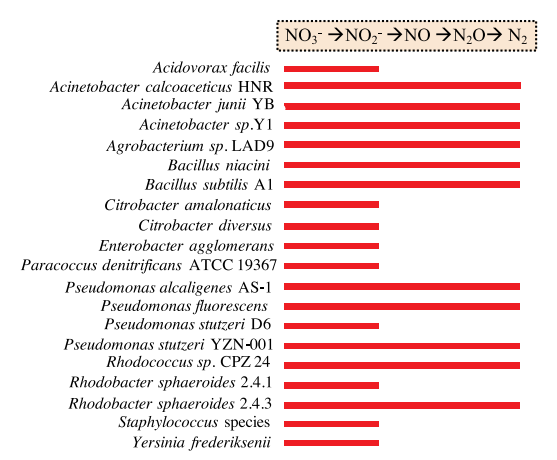 NO₃⁻ →NO₂⁻→NO →N₂O→ N₂
Acidovorax facilis
Acinetobacter calcoaceticus HNR
Acinetobacter junii YB
Acinetobacter sp.Y1
Agrobacterium sp. LAD9
Bacillus niacini
Bacillus subtilis A1
Citrobacter amalonaticus
Citrobacter diversus
Enterobacter agglomerans
Paracoccus denitrificans ATCC 19367
Pseudomonas alcaligenes AS-1
Pseudomonas fluorescens
Pseudomonas stutzeri D6
Pseudomonas stutzeri YZN-001
Rhodococcus sp. CPZ 24
Rhodobacter sphaeroides 2.4.1
Rhodobacter sphaeroides 2.4.3
Staphylococcus species
Yersinia frederiksenii